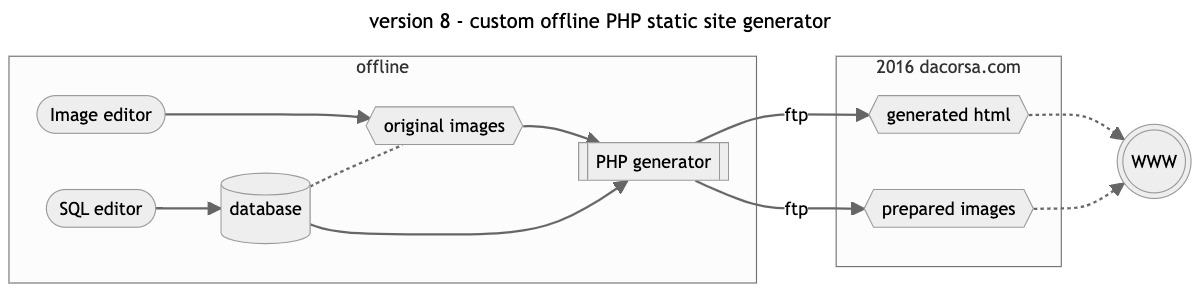 version 8 - custom offline PHP static site generator
offline
2016 dacorsa.com
Image editor
original images
ftp
generated html
PHP generator
WWW
SQL editor
database
ftp
prepared images